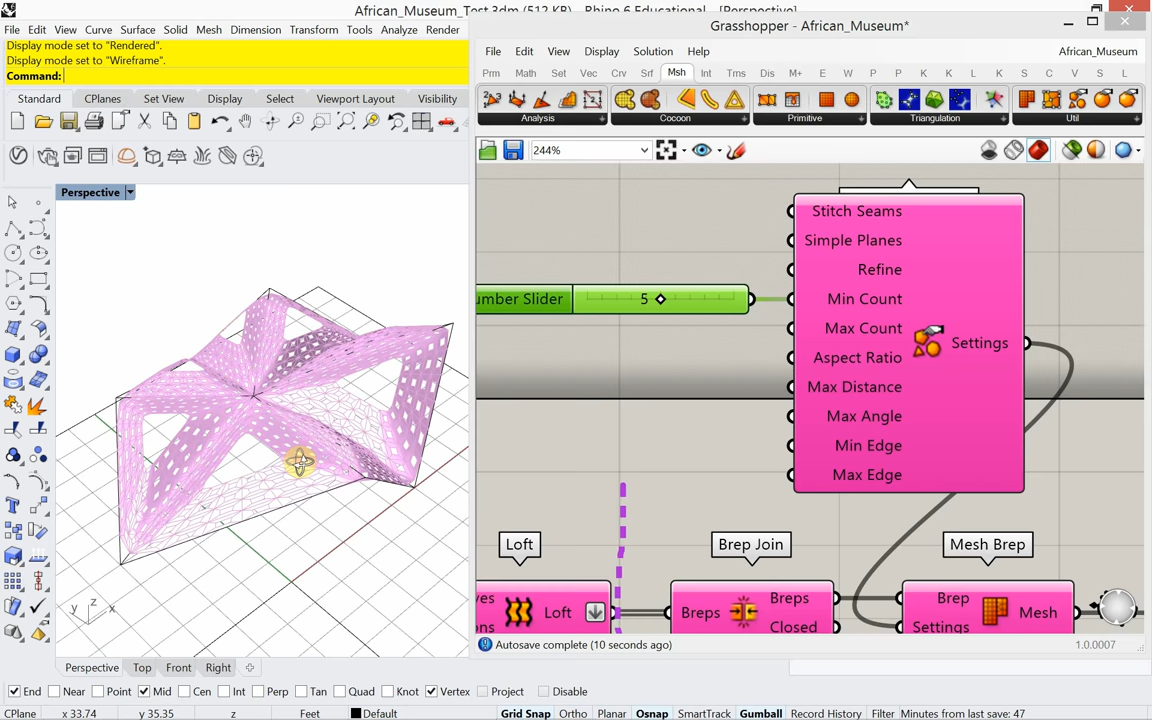 African_Museum_Test.3dm (512 KB) - Rhino 6 Educational - [Perspective]
File Edit View Curve Surface Solid Mesh Dimension Transform Tools Analyze Render
Display mode set to "Rendered".
Display mode set to "Wireframe".
Command:
Standard CPlanes Set View Display Select Viewport Layout Visibility
Perspective
y z x
Perspective Top Front Right
End Near Point Mid Cen Int Perp Tan Quad Knot Vertex Project Disable
CPlane x 33.74 y 35.35 z Feet Default Grid Snap Ortho Planar Osnap SmartTrack Gumball Record History Filter Minutes from last save: 47
Grasshopper - African_Museum*
File Edit View Display Solution Help African_Museum
Prm Math Set Vec Crv Srf Msh Int Trns Dis M+ E W K P P K K L S C V S L
Analysis Cocoon Primitive Triangulation Util
244%
Stitch Seams
Simple Planes
Refine
umber Slider 5 Min Count
Max Count
Settings
Aspect Ratio
Max Distance
Max Angle
Min Edge
Max Edge
Loft Brep Join Mesh Brep
ves Breps Brep
Loft Breps Mesh
ons Closed Settings
Autosave complete (10 seconds ago) 1.0.0007